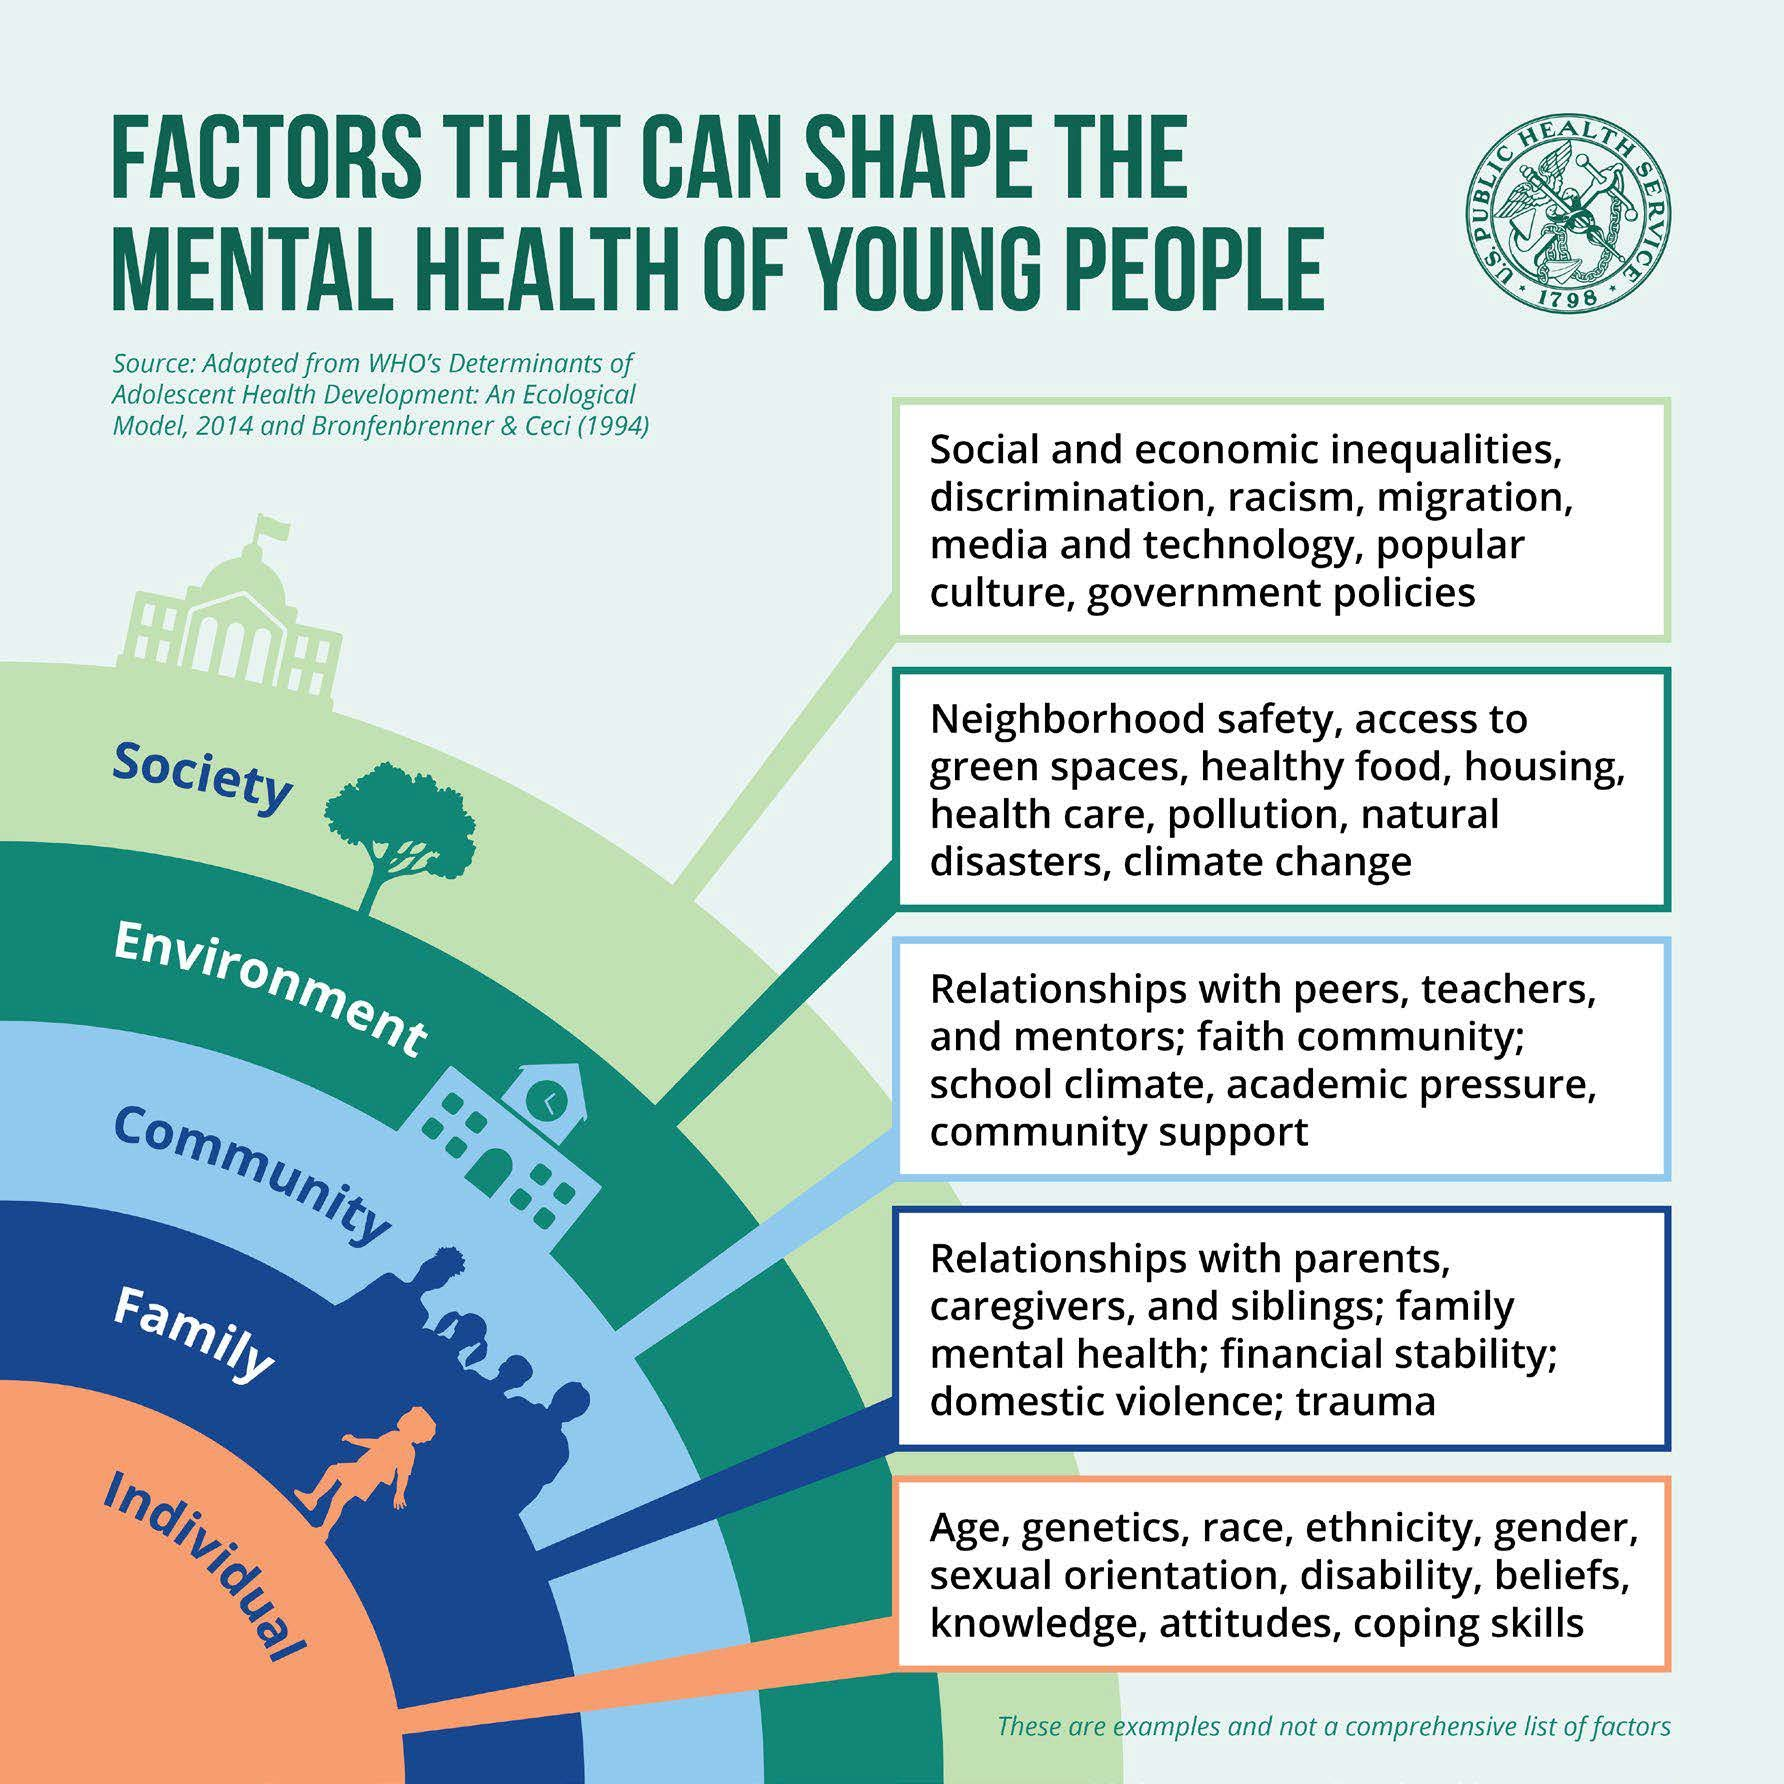 FACTORS THAT CAN SHAPE THE
MENTAL HEALTH OF YOUNG PEOPLE
U.S. PUBLIC HEALTH SERVICE
1798
Source: Adapted from WHO's Determinants of
Adolescent Health Development: An Ecological
Model, 2014 and Bronfenbrenner & Ceci (1994)
Society
Social and economic inequalities,
discrimination, racism, migration,
media and technology, popular
culture, government policies
Environment
Neighborhood safety, access to
green spaces, healthy food, housing,
health care, pollution, natural
disasters, climate change
Community
Relationships with peers, teachers,
and mentors; faith community;
school climate, academic pressure,
community support
Family
Relationships with parents,
caregivers, and siblings; family
mental health; financial stability;
domestic violence; trauma
Individual
Age, genetics, race, ethnicity, gender,
sexual orientation, disability, beliefs,
knowledge, attitudes, coping skills
These are examples and not a comprehensive list of factors